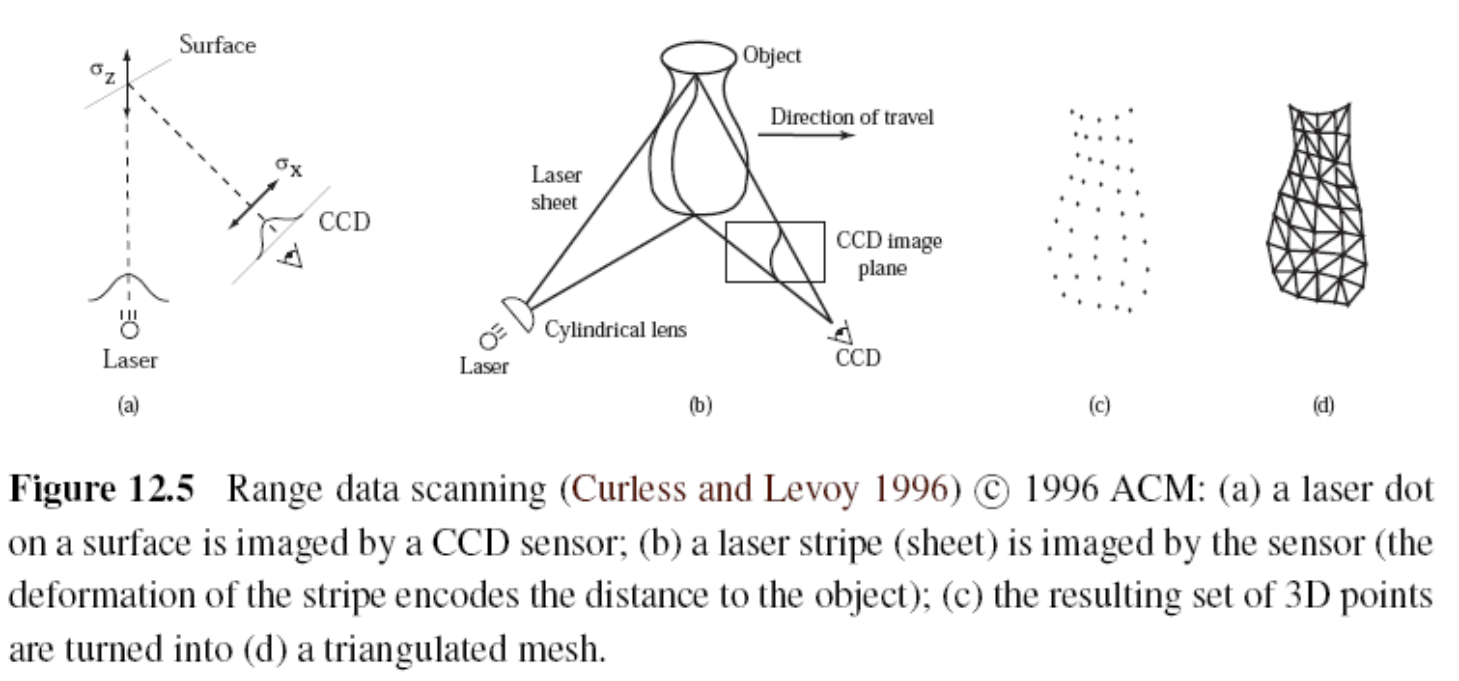 Surface
σz
σx
CCD
Laser
(a)
Object
Direction of travel
Laser
sheet
CCD image
plane
Cylindrical lens
Laser
CCD
(b)
(c)
(d)
Figure 12.5 Range data scanning (Curless and Levoy 1996) © 1996 ACM: (a) a laser dot
on a surface is imaged by a CCD sensor; (b) a laser stripe (sheet) is imaged by the sensor (the
deformation of the stripe encodes the distance to the object); (c) the resulting set of 3D points
are turned into (d) a triangulated mesh.